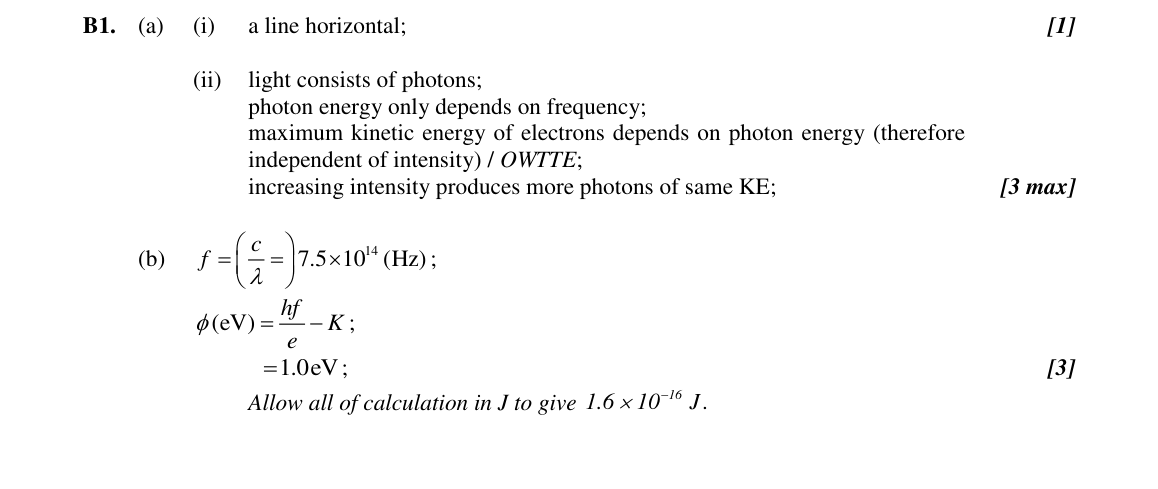 B1. (a) (i) a line horizontal; [1]
(ii) light consists of photons;
photon energy only depends on frequency;
maximum kinetic energy of electrons depends on photon energy (therefore
independent of intensity) / OWTTE;
increasing intensity produces more photons of same KE; [3 max]
(b) f = (c/λ =) 7.5×10¹⁴ (Hz) ;
ϕ(eV) = hf/e − K ;
=1.0eV ; [3]
Allow all of calculation in J to give 1.6 × 10⁻¹⁶ J.